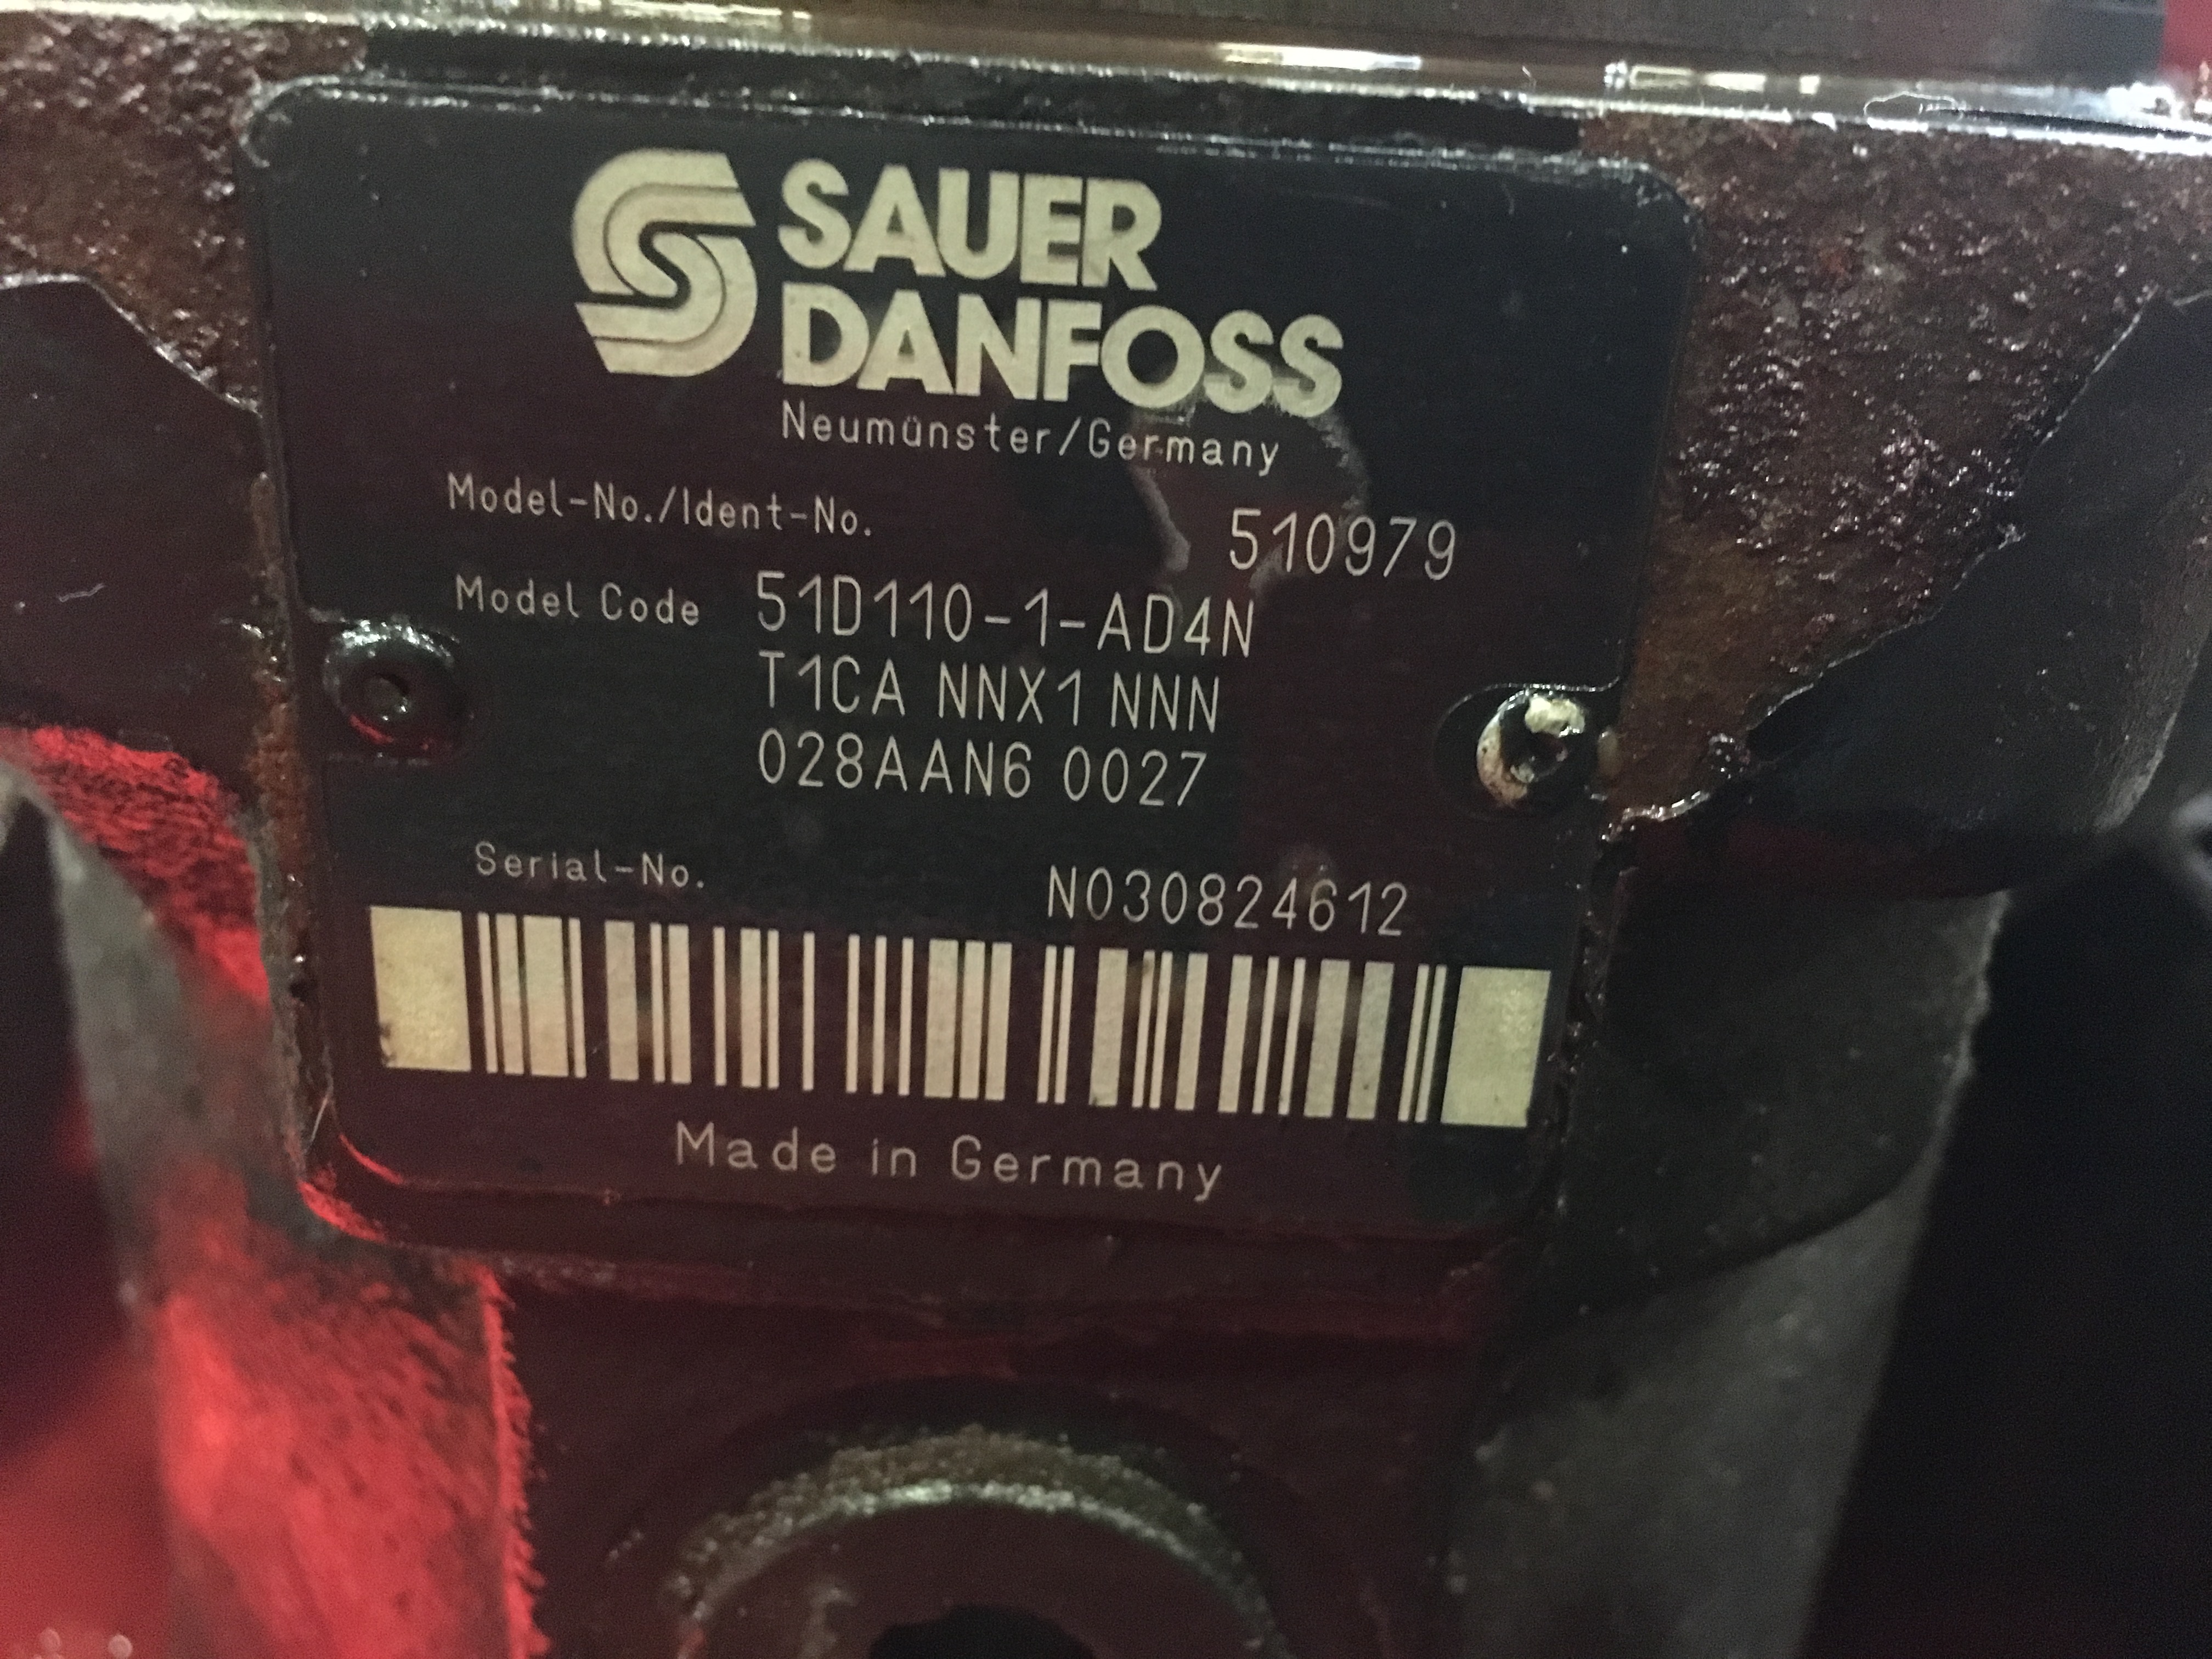 SAUER
DANFOSS
Neumünster/Germany
Model-No./Ident-No. 510979
Model Code 51D110-1-AD4N
T1CA NNX1 NNN
028AAN6 0027
Serial-No. N030824612
Made in Germany